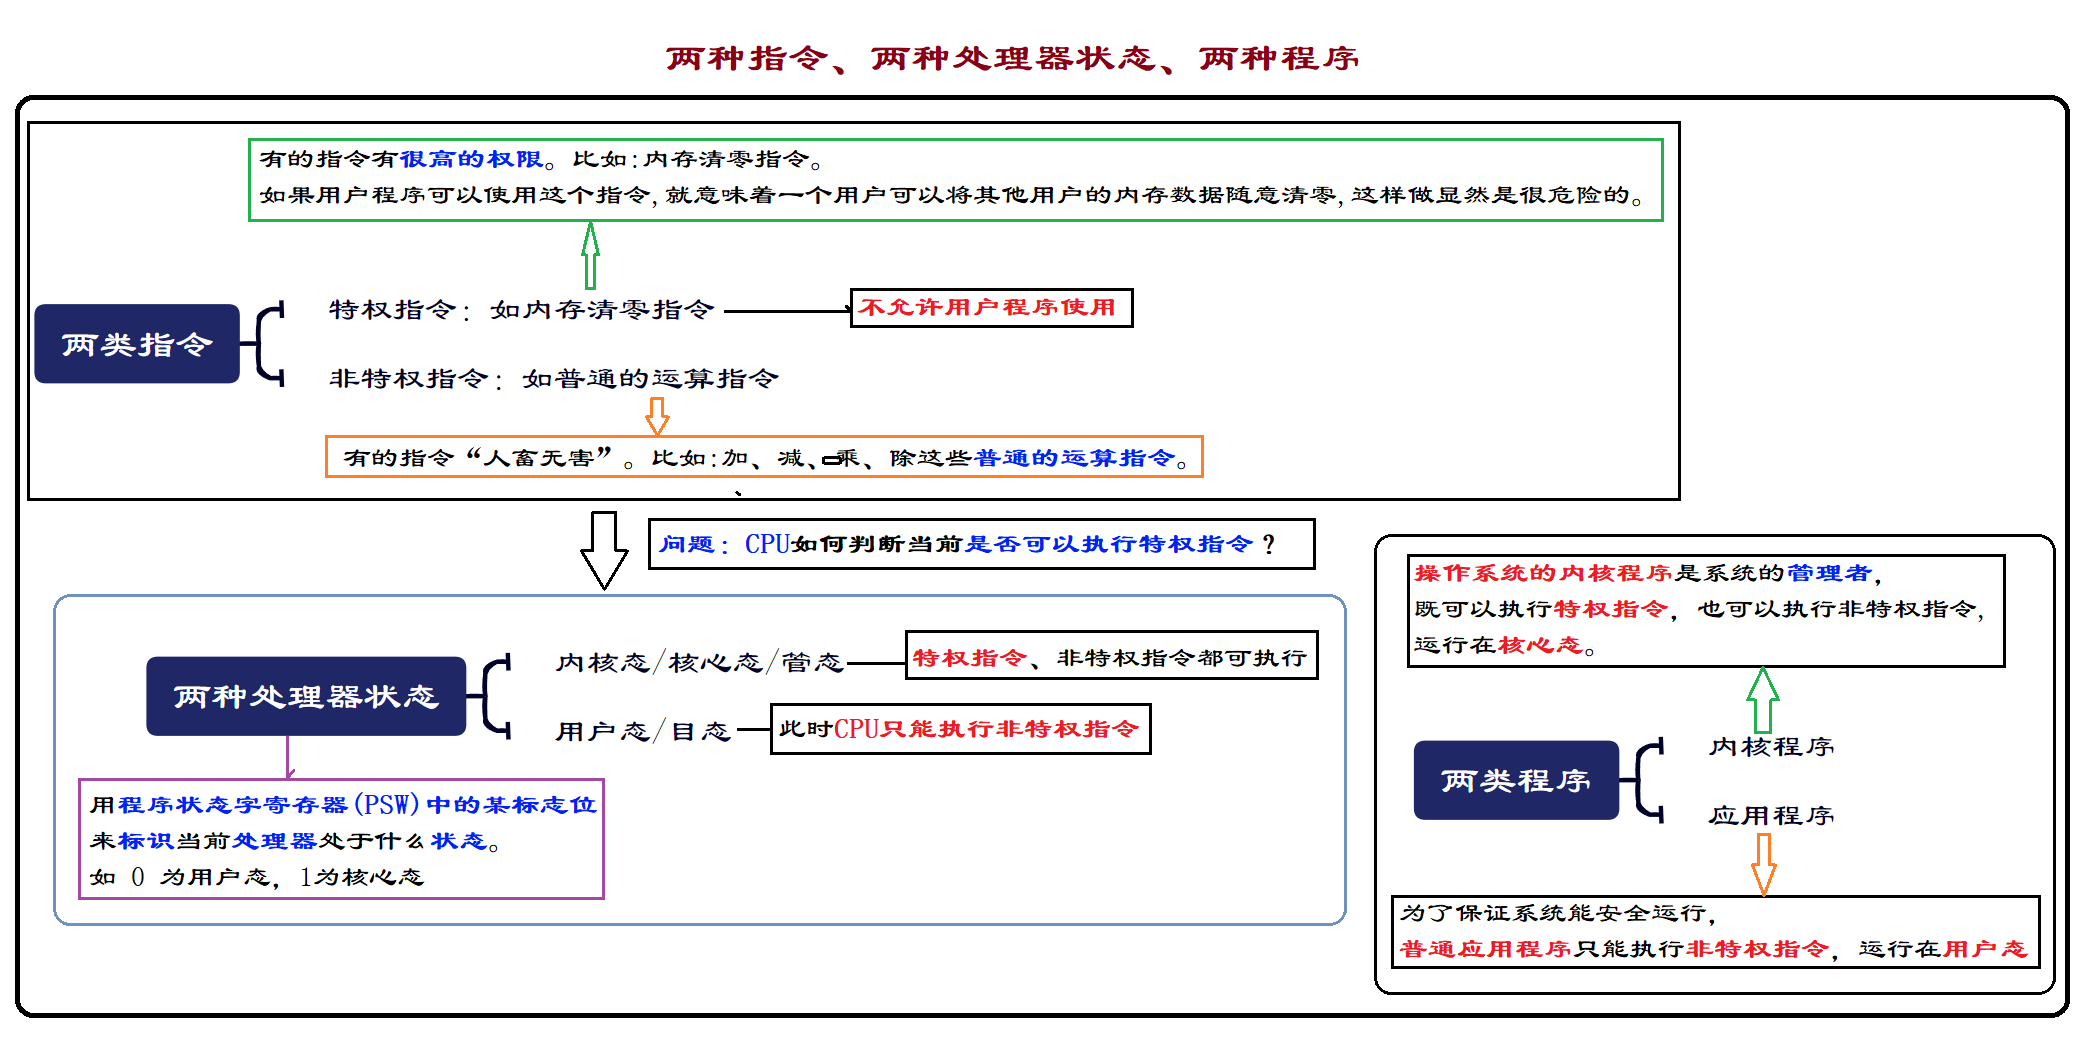 两种指令、两种处理器状态、两种程序
有的指令有很高的权限。比如:内存清零指令。
如果用户程序可以使用这个指令,就意味着一个用户可以将其他用户的内存数据随意清零,这样做显然是很危险的。
两类指令
特权指令：如内存清零指令
不允许用户程序使用
非特权指令：如普通的运算指令
有的指令“人畜无害”。比如:加、减、乘、除这些普通的运算指令。
问题：CPU如何判断当前是否可以执行特权指令？
两种处理器状态
内核态/核心态/管态
特权指令、非特权指令都可执行
用户态/目态
此时CPU只能执行非特权指令
用程序状态字寄存器(PSW)中的某标志位
来标识当前处理器处于什么状态。
如 0 为用户态，1为核心态
操作系统的内核程序是系统的管理者，
既可以执行特权指令，也可以执行非特权指令，
运行在核心态。
两类程序
内核程序
应用程序
为了保证系统能安全运行，
普通应用程序只能执行非特权指令，运行在用户态